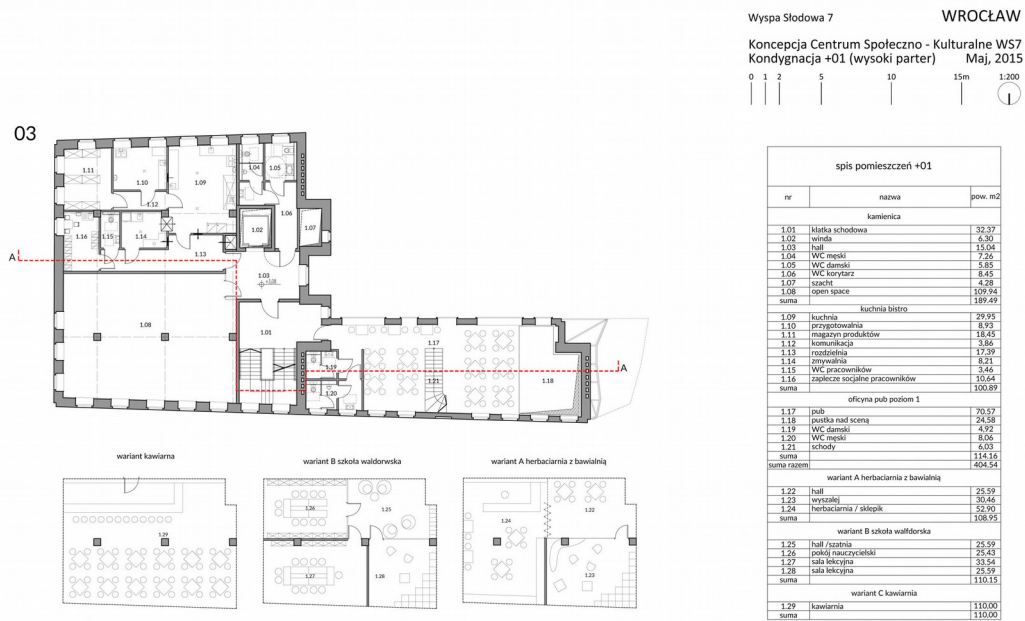 Wyspa Słodowa 7 WROCŁAW
Koncepcja Centrum Społeczno - Kulturalne WS7
Kondygnacja +01 (wysoki parter) Maj, 2015
0 1 2 5 10 15m 1:200
03
1.11
1.10
1.09
1.04
1.05
1.12
1.06
1.16
1.15
1.14
1.02
1.07
1.13
A
1.03
+1,08
1.08
1.01
1.17
1.19
A
1.21
1.18
1.20
wariant kawiarna
wariant B szkoła waldorwska
wariant A herbaciarnia z bawialnią
1.29
1.26
1.25
1.27
1.28
1.24
1.22
1.23
spis pomieszczeń +01
nr nazwa pow. m2
kamienica
1.01 klatka schodowa 32.37
1.02 winda 6.30
1.03 hall 15.04
1.04 WC męski 7.26
1.05 WC damski 5.85
1.06 WC korytarz 8.45
1.07 szacht 4.28
1.08 open space 109.94
suma 189.49
kuchnia bistro
1.09 kuchnia 29,95
1.10 przygotowalnia 8,93
1.11 magazyn produktów 18,45
1.12 komunikacja 3,86
1.13 rozdzielnia 17,39
1.14 zmywalnia 8,21
1.15 WC pracowników 3,46
1.16 zaplecze socjalne pracowników 10,64
suma 100.89
oficyna pub poziom 1
1.17 pub 70.57
1.18 pustka nad sceną 24,58
1.19 WC damski 4,92
1.20 WC męski 8,06
1.21 schody 6,03
suma 114.16
suma razem 404.54
wariant A herbaciarnia z bawialnią
1.22 hall 25.59
1.23 wyszalej 30,46
1.24 herbaciarnia / sklepik 52.90
suma 108.95
wariant B szkoła walfdorska
1.25 hall /szatnia 25.59
1.26 pokój nauczycielski 25.43
1.27 sala lekcyjna 33.54
1.28 sala lekcyjna 25.59
suma 110.15
wariant C kawiarnia
1.29 kawiarnia 110,00
suma 110,00